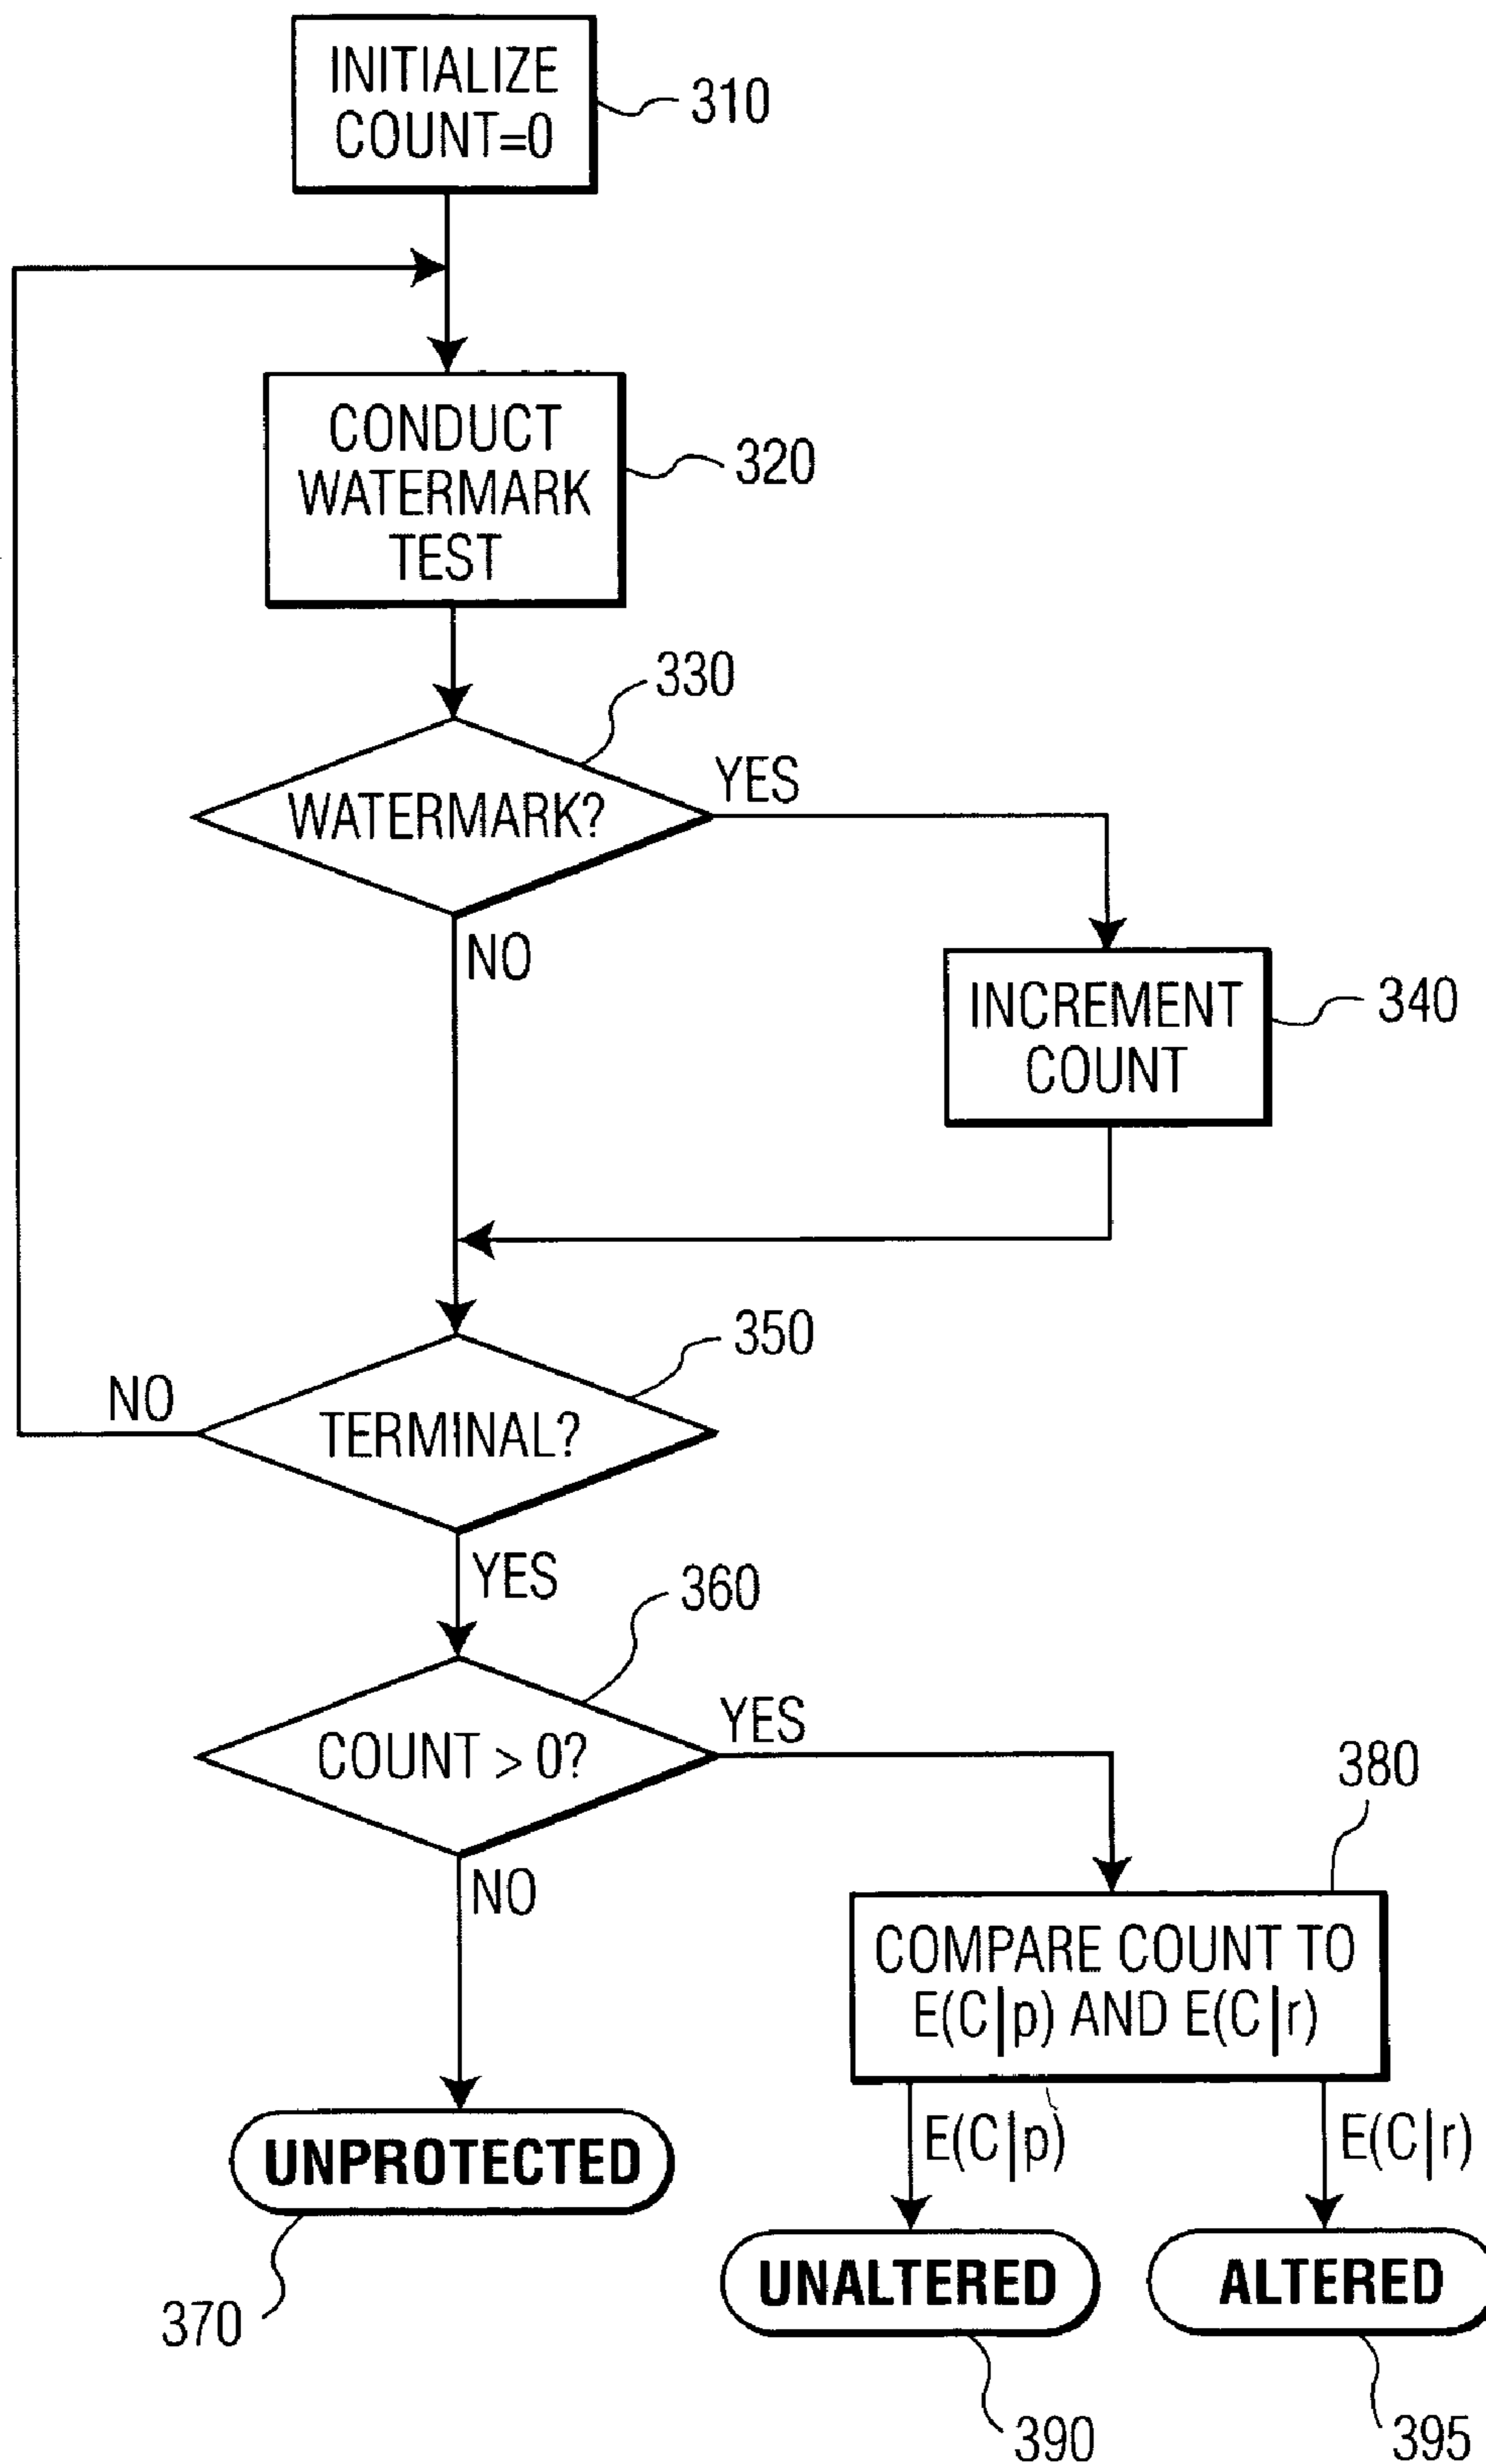 INITIALIZE
COUNT=0
310
CONDUCT
WATERMARK
TEST
320
330
WATERMARK?
YES
NO
INCREMENT
COUNT
340
350
TERMINAL?
NO
YES
360
COUNT > 0?
YES
NO
380
COMPARE COUNT TO
E(C|p) AND E(C|r)
E(C|p)
E(C|r)
UNPROTECTED
370
UNALTERED
ALTERED
390
395